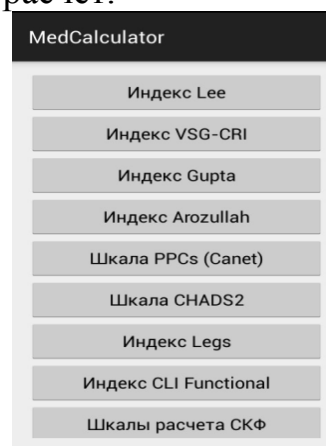 расчет.
MedCalculator
Индекс Lee
Индекс VSG-CRI
Индекс Gupta
Индекс Arozullah
Шкала PPCs (Canet)
Шкала CHADS2
Индекс Legs
Индекс CLI Functional
Шкалы расчета СКФ